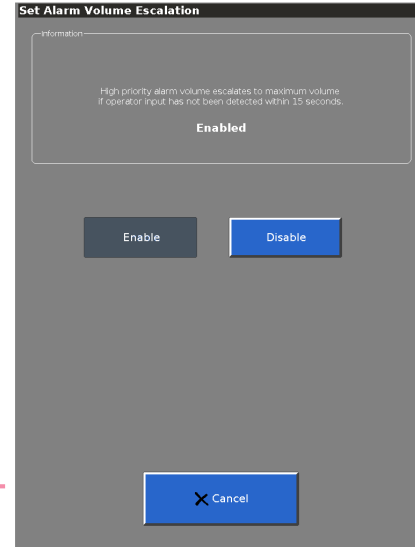 Set Alarm Volume Escalation
Information
High priority alarm volume escalates to maximum volume
if operator input has not been detected within 15 seconds.
Enabled
Enable
Disable
Cancel